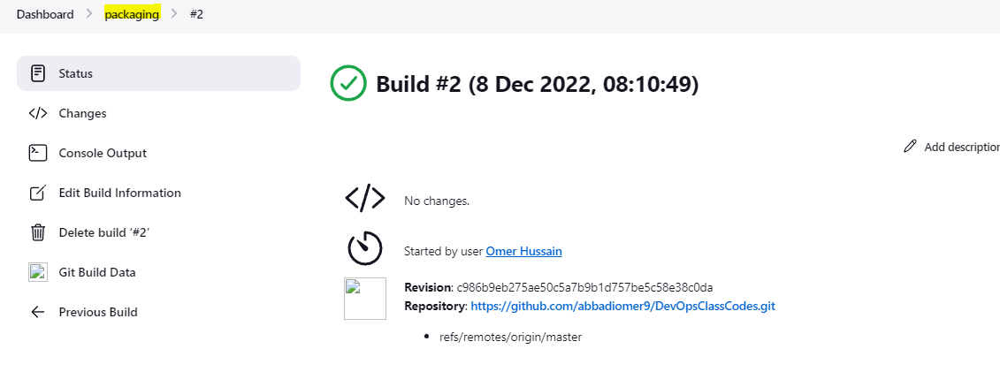 Dashboard > packaging > #2
Status
Build #2 (8 Dec 2022, 08:10:49)
Changes
Add description
Console Output
Edit Build Information
No changes.
Delete build ‘#2’
Started by user Omer Hussain
Git Build Data
Revision: c986b9eb275ae50c5a7b9b1d757be5c58e38c0da
Repository: https://github.com/abbadiomer9/DevOpsClassCodes.git
Previous Build
refs/remotes/origin/master